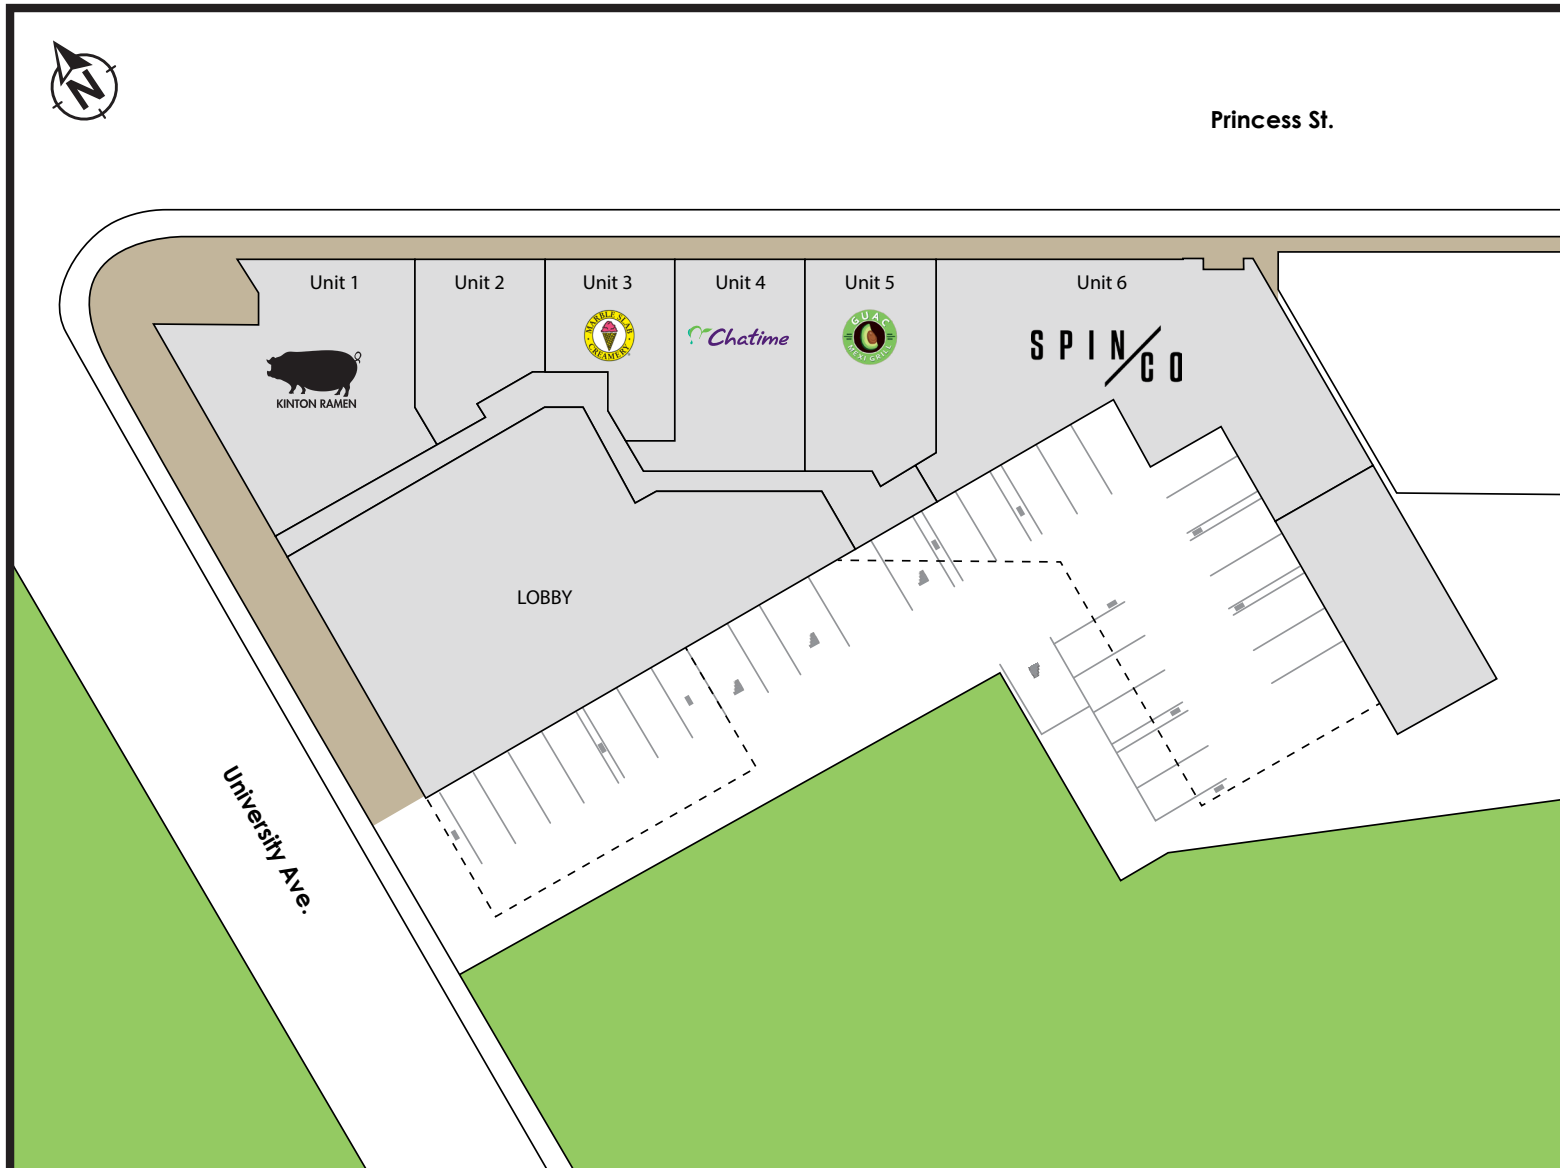 N
Princess St.
Unit 1
Unit 2
Unit 3
Unit 4
Unit 5
Unit 6
MARBLE SLAB
CREAMERY
Chatime
GUAC
MEXI GRILL
SPIN/CO
KINTON RAMEN
LOBBY
University Ave.